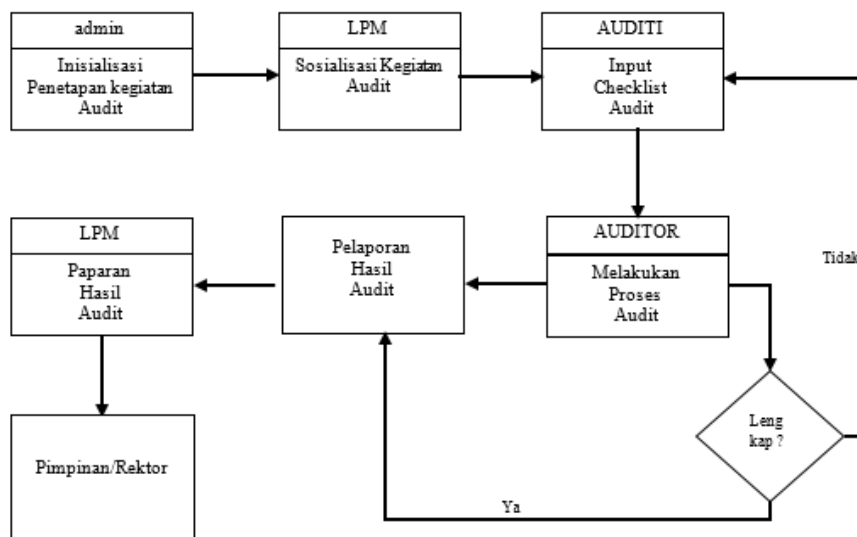 admin
Inisialisasi
Penetapan kegiatan
Audit
LPM
Sosialisasi Kegiatan
Audit
AUDITI
Input
Checklist
Audit
LPM
Paparan
Hasil
Audit
Pelaporan
Hasil
Audit
AUDITOR
Melakukan
Proses
Audit
Tidak
Leng
kap ?
Pimpinan/Rektor
Ya